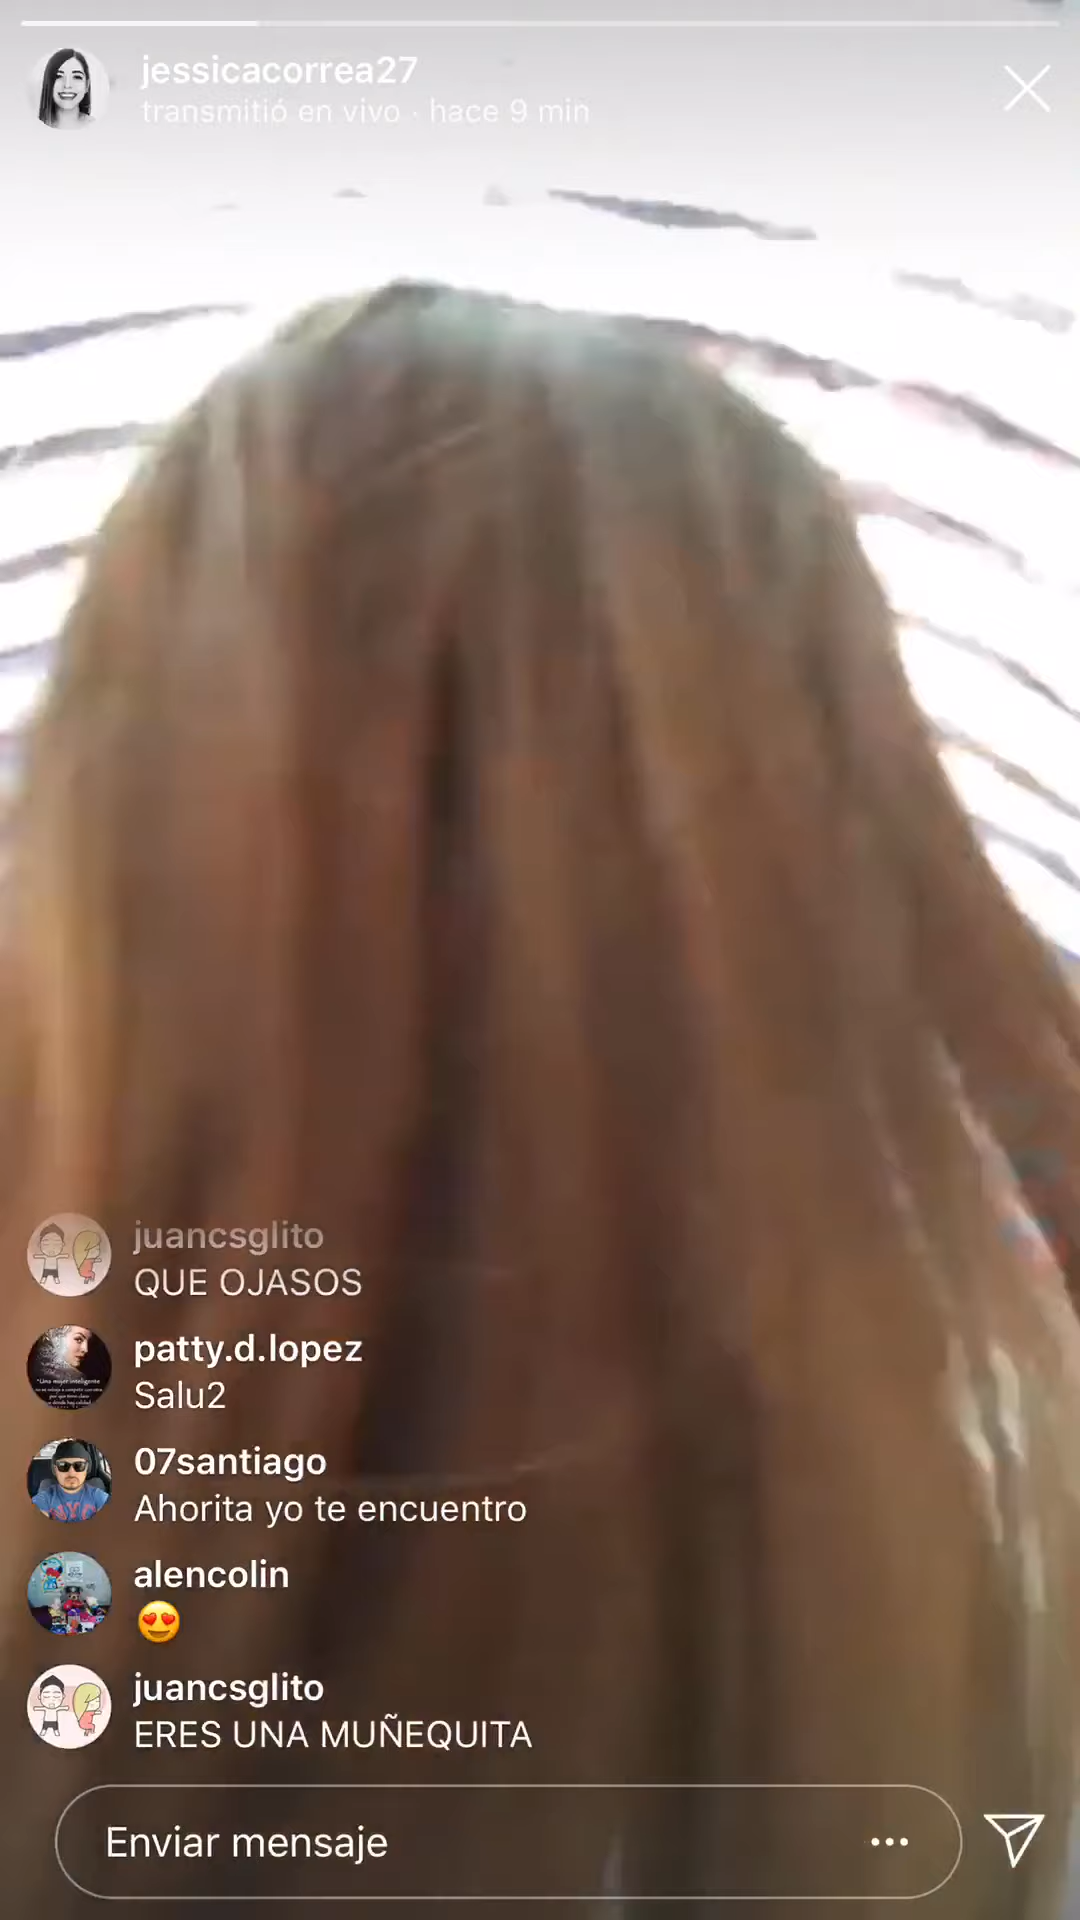 jessicacorrea27
transmitió en vivo · hace 9 min
juancsglito
QUE OJASOS
patty.d.lopez
Salu2
07santiago
Ahorita yo te encuentro
alencolin
😍
juancsglito
ERES UNA MUÑEQUITA
Enviar mensaje